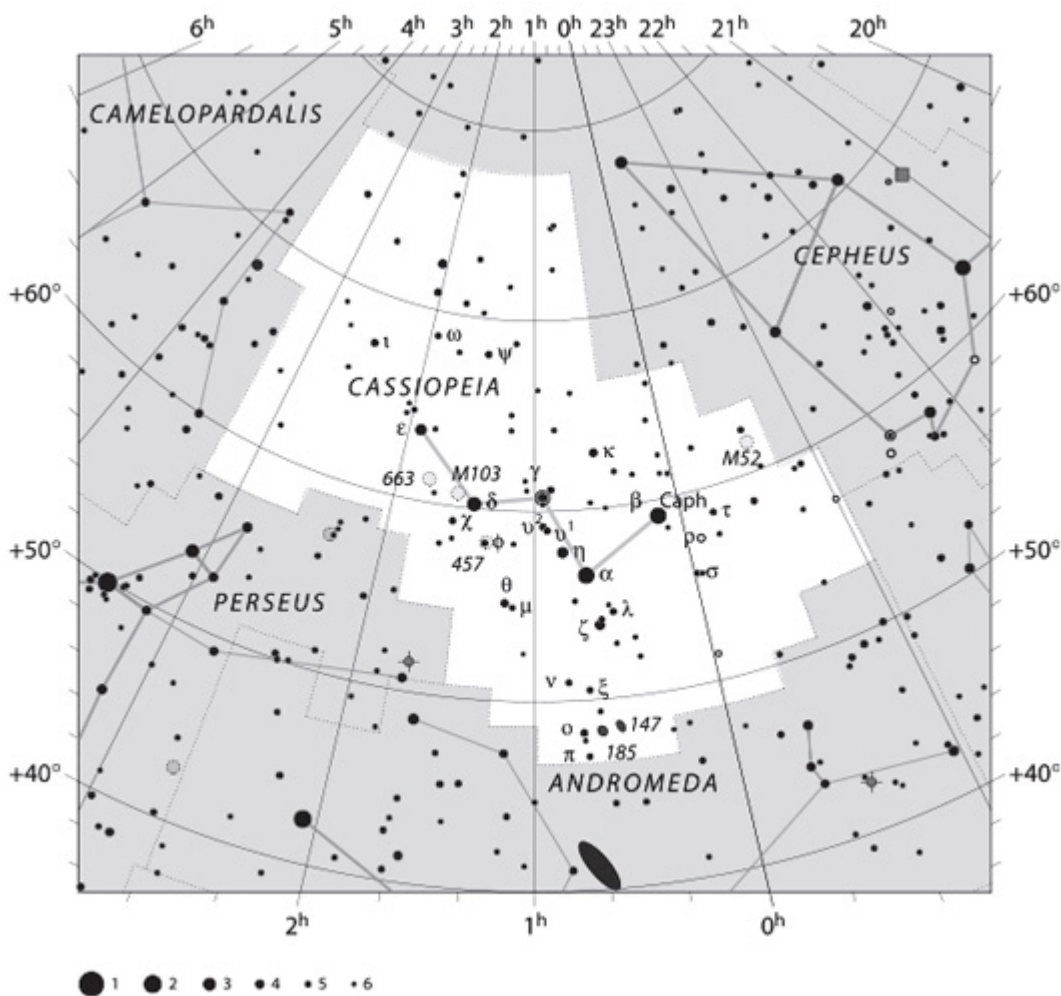 6h 5h 4h 3h 2h 1h 0h 23h 22h 21h 20h
CAMELOPARDALIS
CEPHEUS
+60° +60°
ι ω ψ
CASSIOPEIA
ε κ
663 M103 γ M52
δ β Caph
χ υ2 υ1 τ
φ η ρ
457 α σ
+50° +50°
PERSEUS θ μ λ
ζ
ν ξ
ο 147
π 185
+40° ANDROMEDA +40°
2h 1h 0h
1 2 3 4 5 6